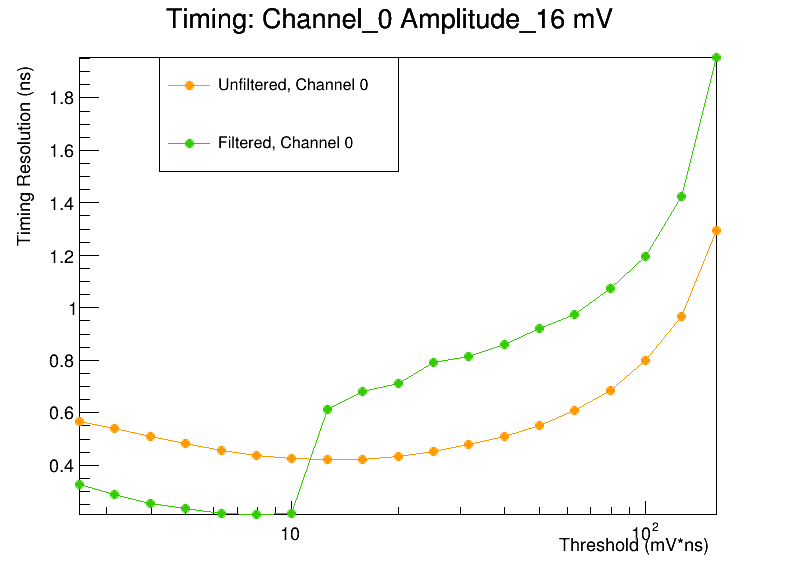 Timing: Channel_0 Amplitude_16 mV
Timing Resolution (ns)
Unfiltered, Channel 0
Filtered, Channel 0
1.8
1.6
1.4
1.2
1
0.8
0.6
0.4
10
10²
Threshold (mV*ns)